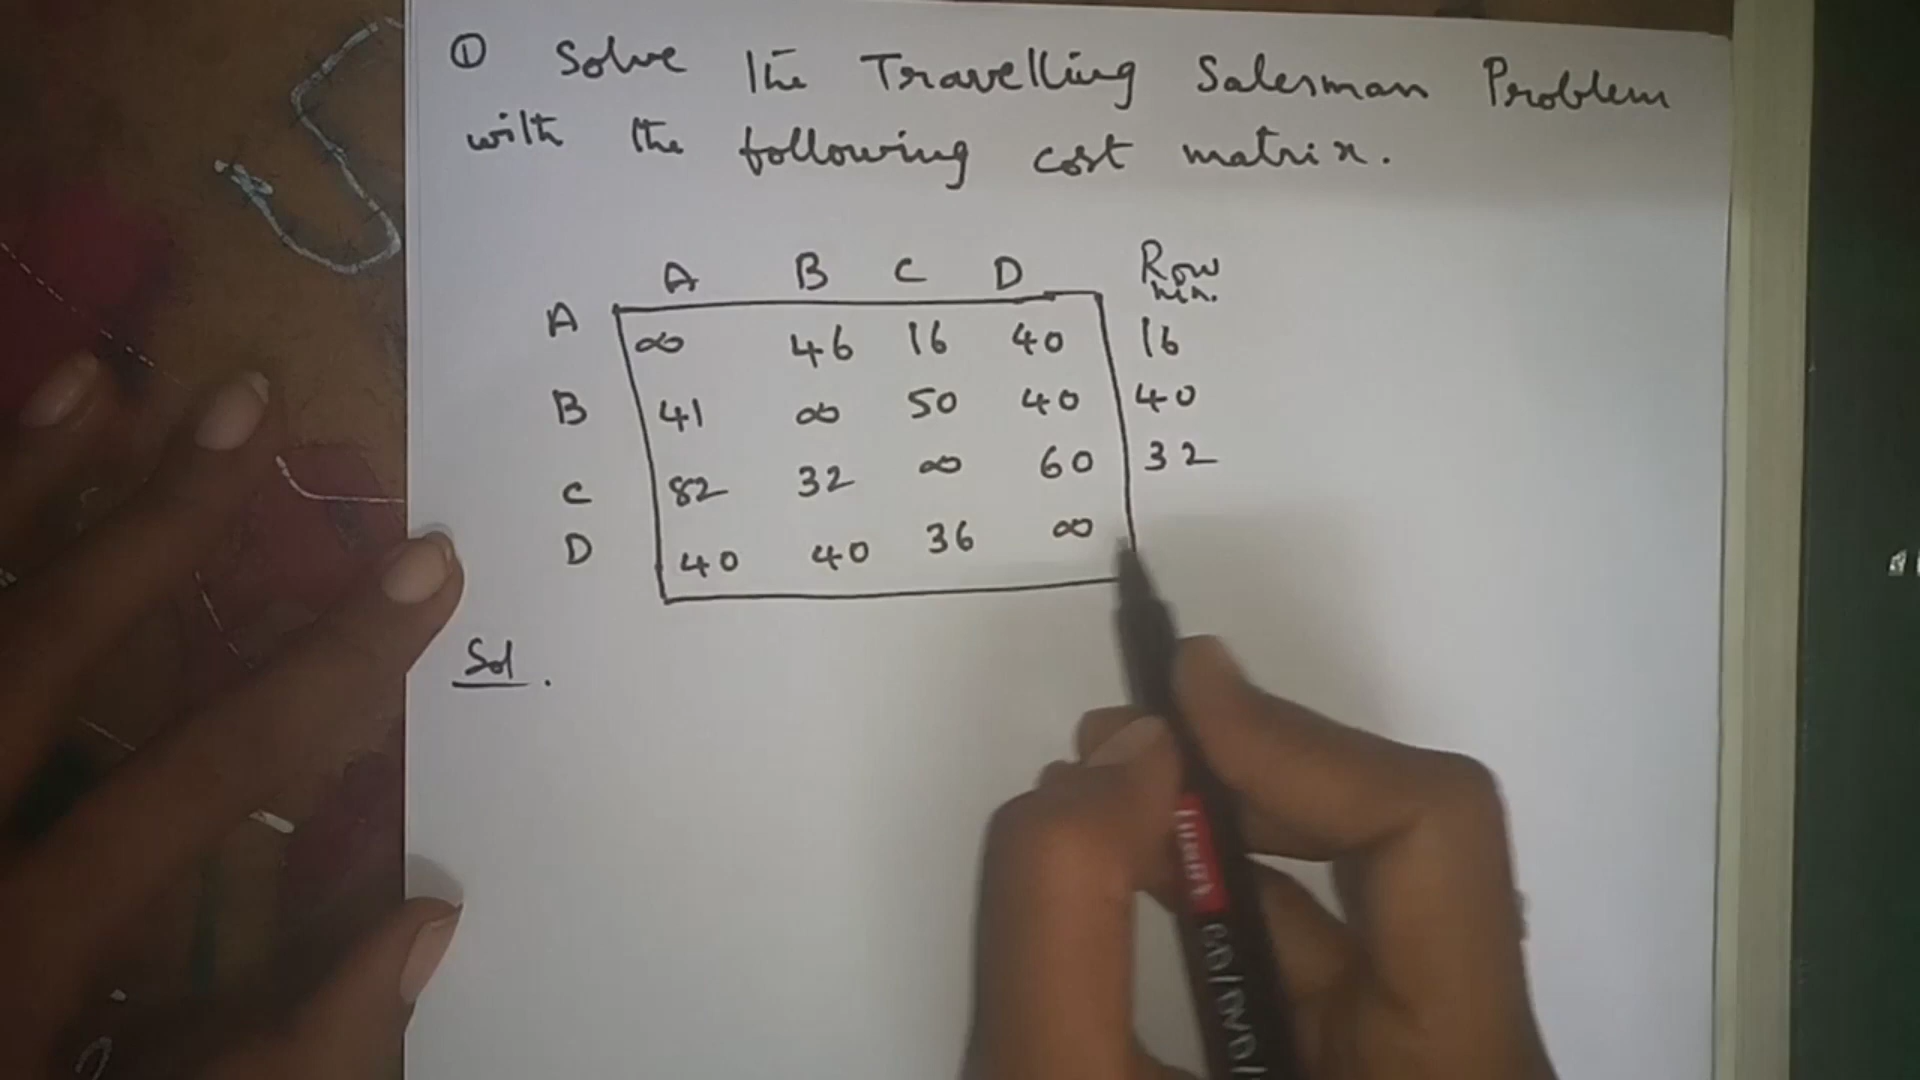 ① Solve the Travelling Salesman Problem
with the following cost matrix.
A B C D Row
min.
A ∞ 46 16 40 16
B 41 ∞ 50 40 40
C 82 32 ∞ 60 32
D 40 40 36 ∞
Sol.